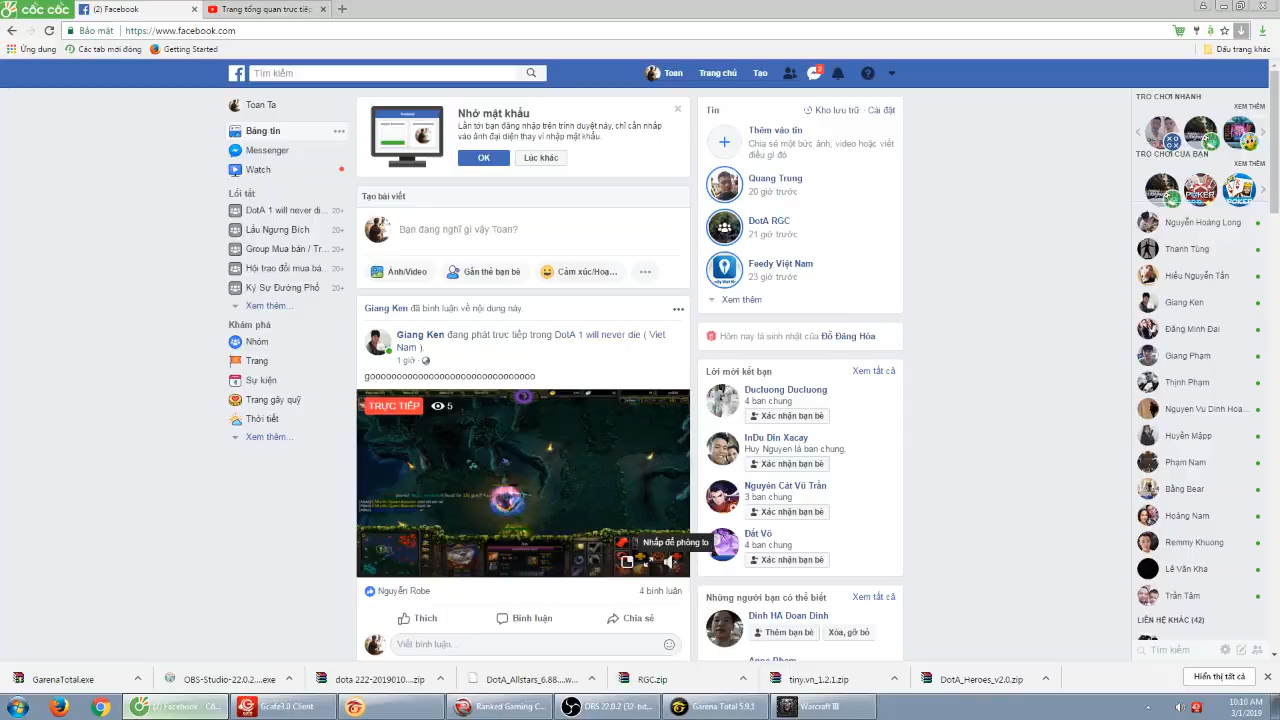 cốc cốc
(2) Facebook
Trang tổng quan trực tiếp
Bảo mật
https://www.facebook.com
Ứng dụng
Các tab mới đóng
Getting Started
Dấu trang khác
Tìm kiếm
Toan
Trang chủ
Tạo
Toan Ta
Bảng tin
Messenger
Watch
Lối tắt
DotA 1 will never di... 20+
Lầu Ngưng Bích 20+
Group Mua bán / Tr... 20+
Hội trao đổi mua bá... 20+
Ký Sự Đường Phố 20+
Xem thêm...
Khám phá
Nhóm
Trang
Sự kiện
Trang gây quỹ
Thời tiết
Xem thêm...
Nhớ mật khẩu
Lần tới bạn đăng nhập trên trình duyệt này, chỉ cần nhấp
vào ảnh đại diện thay vì nhập mật khẩu.
OK
Lúc khác
Tạo bài viết
Bạn đang nghĩ gì vậy Toan?
Ảnh/Video
Gắn thẻ bạn bè
Cảm xúc/Hoạ...
Giang Ken đã bình luận về nội dung này.
Giang Ken đang phát trực tiếp trong DotA 1 will never die ( Viet
Nam ).
1 giờ
gooooooooooooooooooooooooooooooooo
TRỰC TIẾP
5
Nhấp để phóng to
Nguyễn Robe
4 bình luận
Thích
Bình luận
Chia sẻ
Viết bình luận...
Tin
Kho lưu trữ · Cài đặt
Thêm vào tin
Chia sẻ một bức ảnh, video hoặc viết
điều gì đó
Quang Trung
20 giờ trước
DotA RGC
21 giờ trước
Feedy Việt Nam
23 giờ trước
Xem thêm
Hôm nay là sinh nhật của Đỗ Đăng Hòa
Lời mời kết bạn
Xem tất cả
Ducluong Ducluong
4 bạn chung
Xác nhận bạn bè
InDu Din Xacay
Huy Nguyen là bạn chung.
Xác nhận bạn bè
Nguyên Cát Vũ Trần
3 bạn chung
Xác nhận bạn bè
Đất Võ
4 bạn chung
Xác nhận bạn bè
Những người bạn có thể biết
Xem tất cả
Dinh HA Doan Dinh
Thêm bạn bè
Xóa, gỡ bỏ
TRÒ CHƠI NHANH
XEM THÊM
TRÒ CHƠI CỦA BẠN
XEM THÊM
Nguyễn Hoàng Long
Thanh Tùng
Hiếu Nguyễn Tấn
Giang Ken
Đặng Minh Đai
Giang Phạm
Thịnh Phạm
Nguyen Vu Dinh Hoa...
Huyền Mập
Phạm Nam
Bằng Bear
Hoàng Nam
Remmy Khuong
Lê Văn Kha
Trần Tâm
LIÊN HỆ KHÁC (42)
Tìm kiếm
GarenaTotal.exe
OBS-Studio-22.0.2....exe
dota 222-2019010....zip
DotA_Allstars_6.88....w...
RGC.zip
tiny.vn_1.2.1.zip
DotA_Heroes_v2.0.zip
Hiển thị tất cả
(2) Facebook - Cố...
Gcafe3.0 Client
Ranked Gaming C...
OBS 22.0.2 (32-bit,...
Garena Total 5.9.1
Warcraft III
10:10 AM
3/1/2019